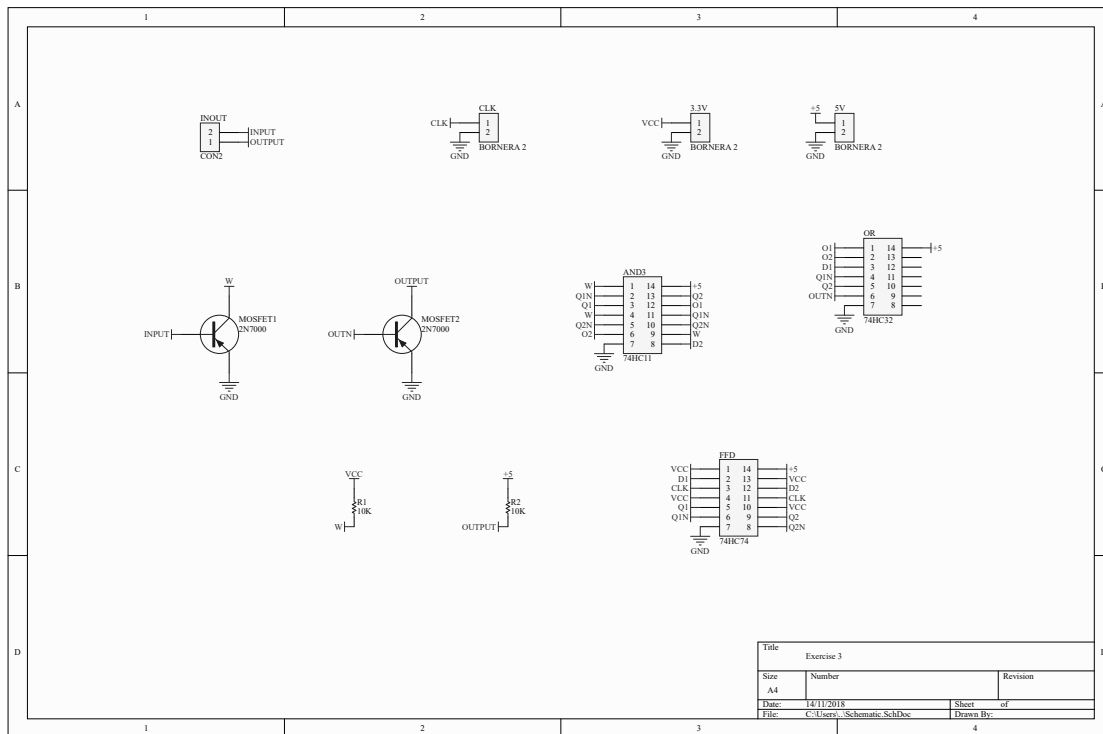 1 2 3 4
A A
INOUT
2 INPUT
1 OUTPUT
CON2
CLK
CLK 1
2
GND BORNERA 2
3.3V
VCC 1
2
GND BORNERA 2
+5 5V
1
2
GND BORNERA 2
B
W
INPUT
MOSFET1
2N7000
GND
OUTPUT
OUTN
MOSFET2
2N7000
GND
AND3
W 1 14 +5
Q1N 2 13 Q2
Q1 3 12 O1
W 4 11 Q1N
Q2N 5 10 Q2N
O2 6 9 W
7 8 D2
GND 74HC11
OR
O1 1 14 +5
O2 2 13
D1 3 12
Q1N 4 11
Q2 5 10
OUTN 6 9
7 8
GND 74HC32
C
VCC
R1
10K
W
+5
R2
10K
OUTPUT
FFD
VCC 1 14 +5
D1 2 13 VCC
CLK 3 12 D2
VCC 4 11 CLK
Q1 5 10 VCC
Q1N 6 9 Q2
7 8 Q2N
GND 74HC74
D
Title
Exercise 3
Size Number Revision
A4
Date: 14/11/2018 Sheet of
File: C:\Users\..\Schematic.SchDoc Drawn By:
1 2 3 4